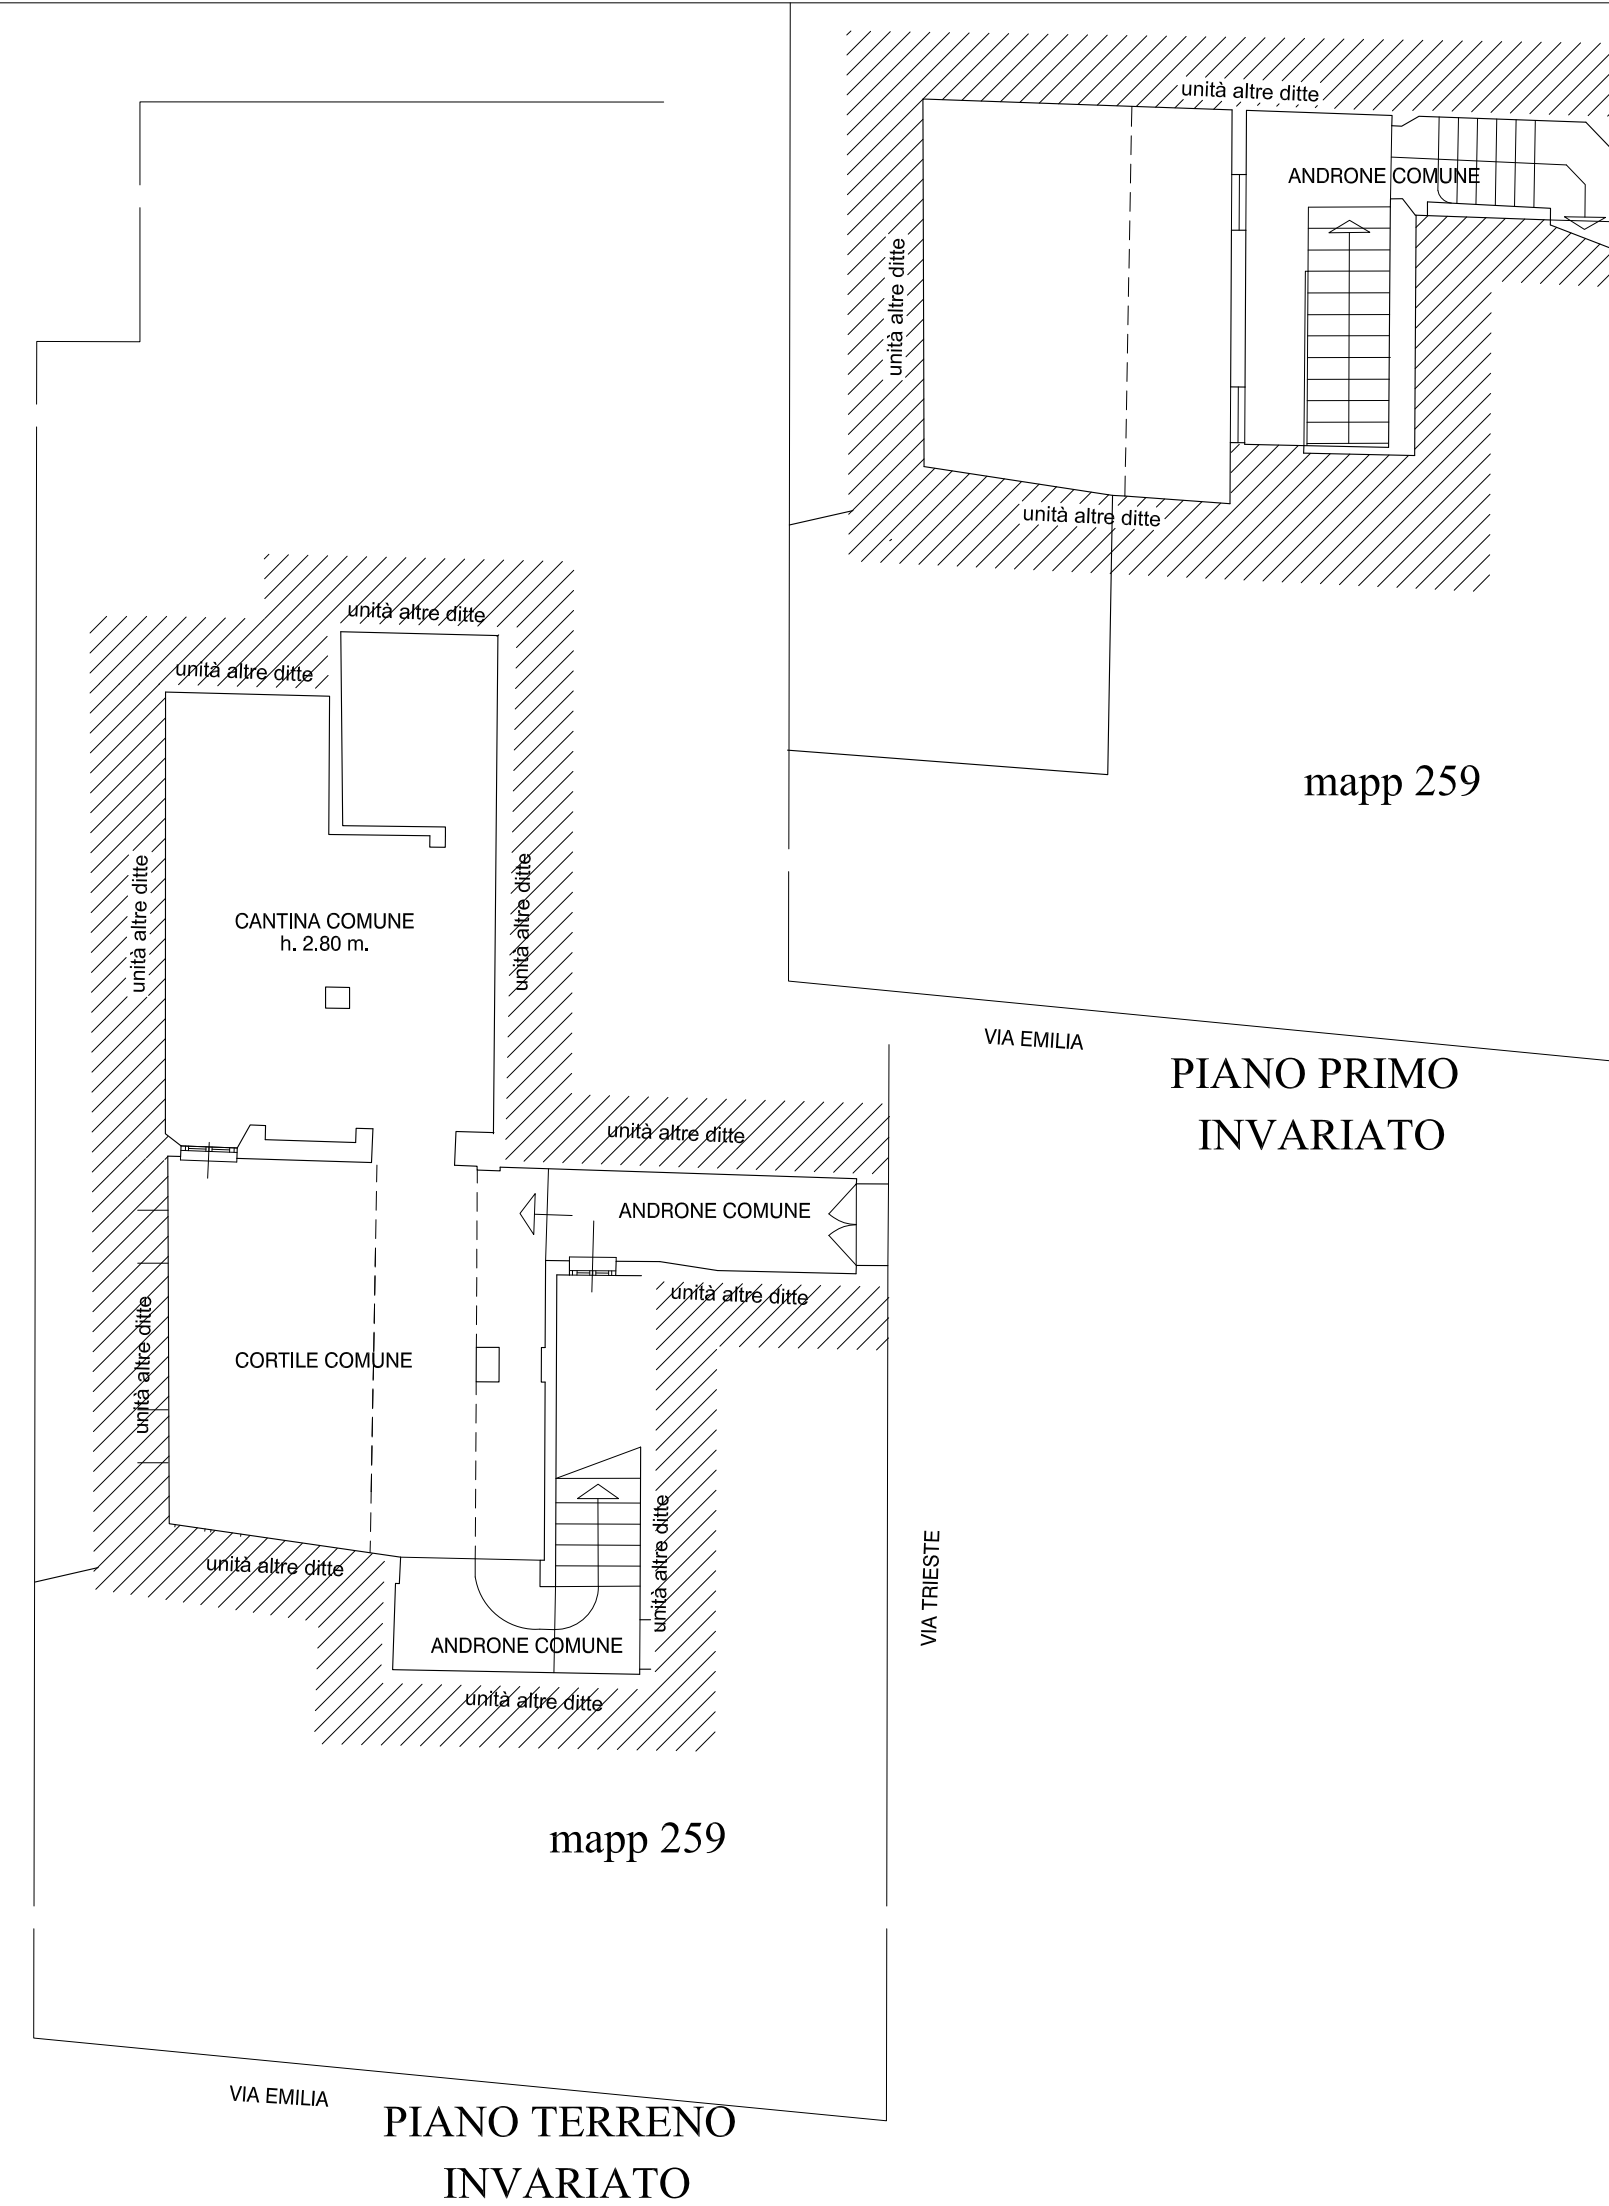 unità altre ditte
ANDRONE COMUNE
unità altre ditte
unità altre ditte
mapp 259
VIA EMILIA
PIANO PRIMO
INVARIATO
unità altre ditte
unità altre ditte
unità altre ditte
unità altre ditte
CANTINA COMUNE
h. 2.80 m.
unità altre ditte
ANDRONE COMUNE
unità altre ditte
unità altre ditte
CORTILE COMUNE
unità altre ditte
unità altre ditte
ANDRONE COMUNE
unità altre ditte
VIA TRIESTE
mapp 259
VIA EMILIA
PIANO TERRENO
INVARIATO